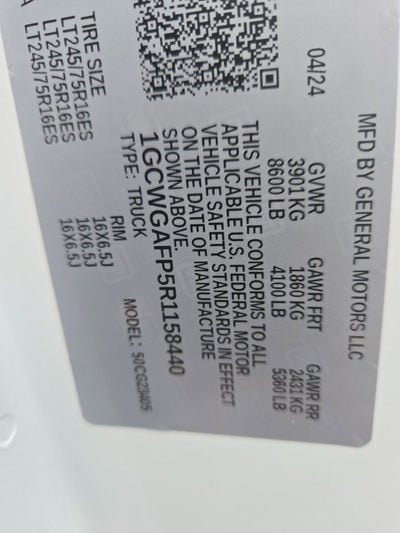 MFD BY GENERAL MOTORS LLC
04/24 GVWR GAWR FRT GAWR RR
3901 KG 1860 KG 2431 KG
8600 LB 4100 LB 5360 LB
THIS VEHICLE CONFORMS TO ALL
APPLICABLE U.S. FEDERAL MOTOR
VEHICLE SAFETY STANDARDS IN EFFECT
ON THE DATE OF MANUFACTURE
SHOWN ABOVE.
1GCWGAFP5R1158440
TYPE: TRUCK MODEL: 50CG23405
TIRE SIZE RIM
LT245/75R16ES 16X6.5J
LT245/75R16ES 16X6.5J
LT245/75R16ES 16X6.5J